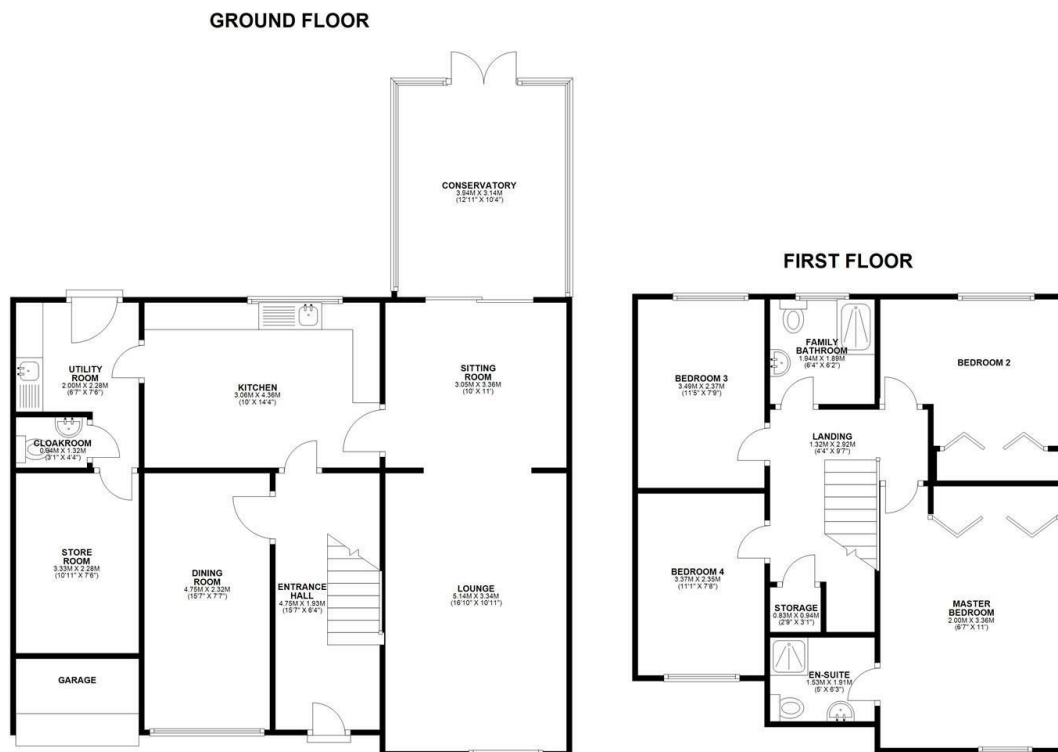 GROUND FLOOR
CONSERVATORY
3.94M X 3.14M
(12'11" X 10'4")
UTILITY
ROOM
2.00M X 2.28M
(6'7" X 7'6")
KITCHEN
3.06M X 4.36M
(10' X 14'4")
SITTING
ROOM
3.05M X 3.36M
(10' X 11')
CLOAKROOM
0.94M X 1.32M
(3'1" X 4'4")
STORE
ROOM
3.33M X 2.28M
(10'11" X 7'6")
DINING
ROOM
4.75M X 2.32M
(15'7" X 7'7")
ENTRANCE
HALL
4.75M X 1.93M
(15'7" X 6'4")
LOUNGE
5.14M X 3.34M
(16'10" X 10'11")
GARAGE
FIRST FLOOR
FAMILY
BATHROOM
1.94M X 1.89M
(6'4" X 6'2")
BEDROOM 2
BEDROOM 3
3.49M X 2.37M
(11'5" X 7'9")
LANDING
1.32M X 2.92M
(4'4" X 9'7")
BEDROOM 4
3.37M X 2.35M
(11'1" X 7'8")
STORAGE
0.83M X 0.94M
(2'9" X 3'1")
MASTER
BEDROOM
2.00M X 3.36M
(6'7" X 11')
EN-SUITE
1.53M X 1.91M
(5' X 6'3")